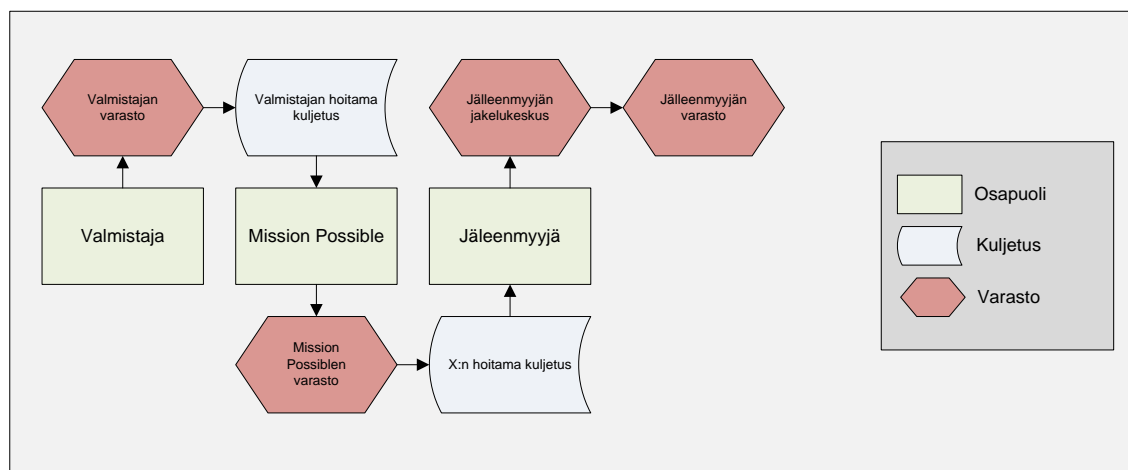 Valmistajan
varasto
Valmistajan hoitama
kuljetus
Jälleenmyyjän
jakelukeskus
Jälleenmyyjän
varasto
Valmistaja
Mission Possible
Jäleenmyyjä
Mission
Possiblen
varasto
X:n hoitama kuljetus
Osapuoli
Kuljetus
Varasto